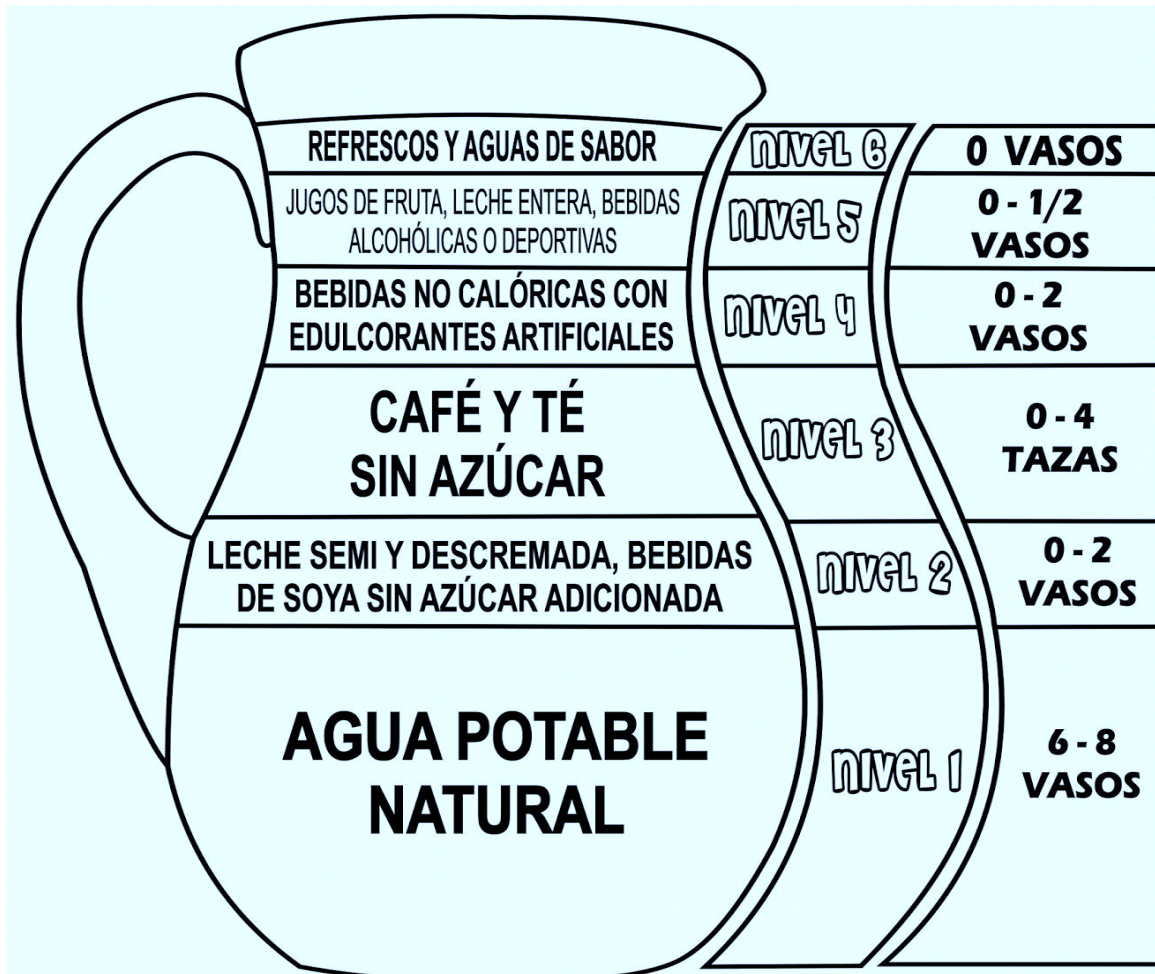 REFRESCOS Y AGUAS DE SABOR
NIVEL 6
0 VASOS
JUGOS DE FRUTA, LECHE ENTERA, BEBIDAS
ALCOHÓLICAS O DEPORTIVAS
NIVEL 5
0 - 1/2
VASOS
BEBIDAS NO CALÓRICAS CON
EDULCORANTES ARTIFICIALES
NIVEL 4
0 - 2
VASOS
CAFÉ Y TÉ
SIN AZÚCAR
NIVEL 3
0 - 4
TAZAS
LECHE SEMI Y DESCREMADA, BEBIDAS
DE SOYA SIN AZÚCAR ADICIONADA
NIVEL 2
0 - 2
VASOS
AGUA POTABLE
NATURAL
NIVEL 1
6 - 8
VASOS